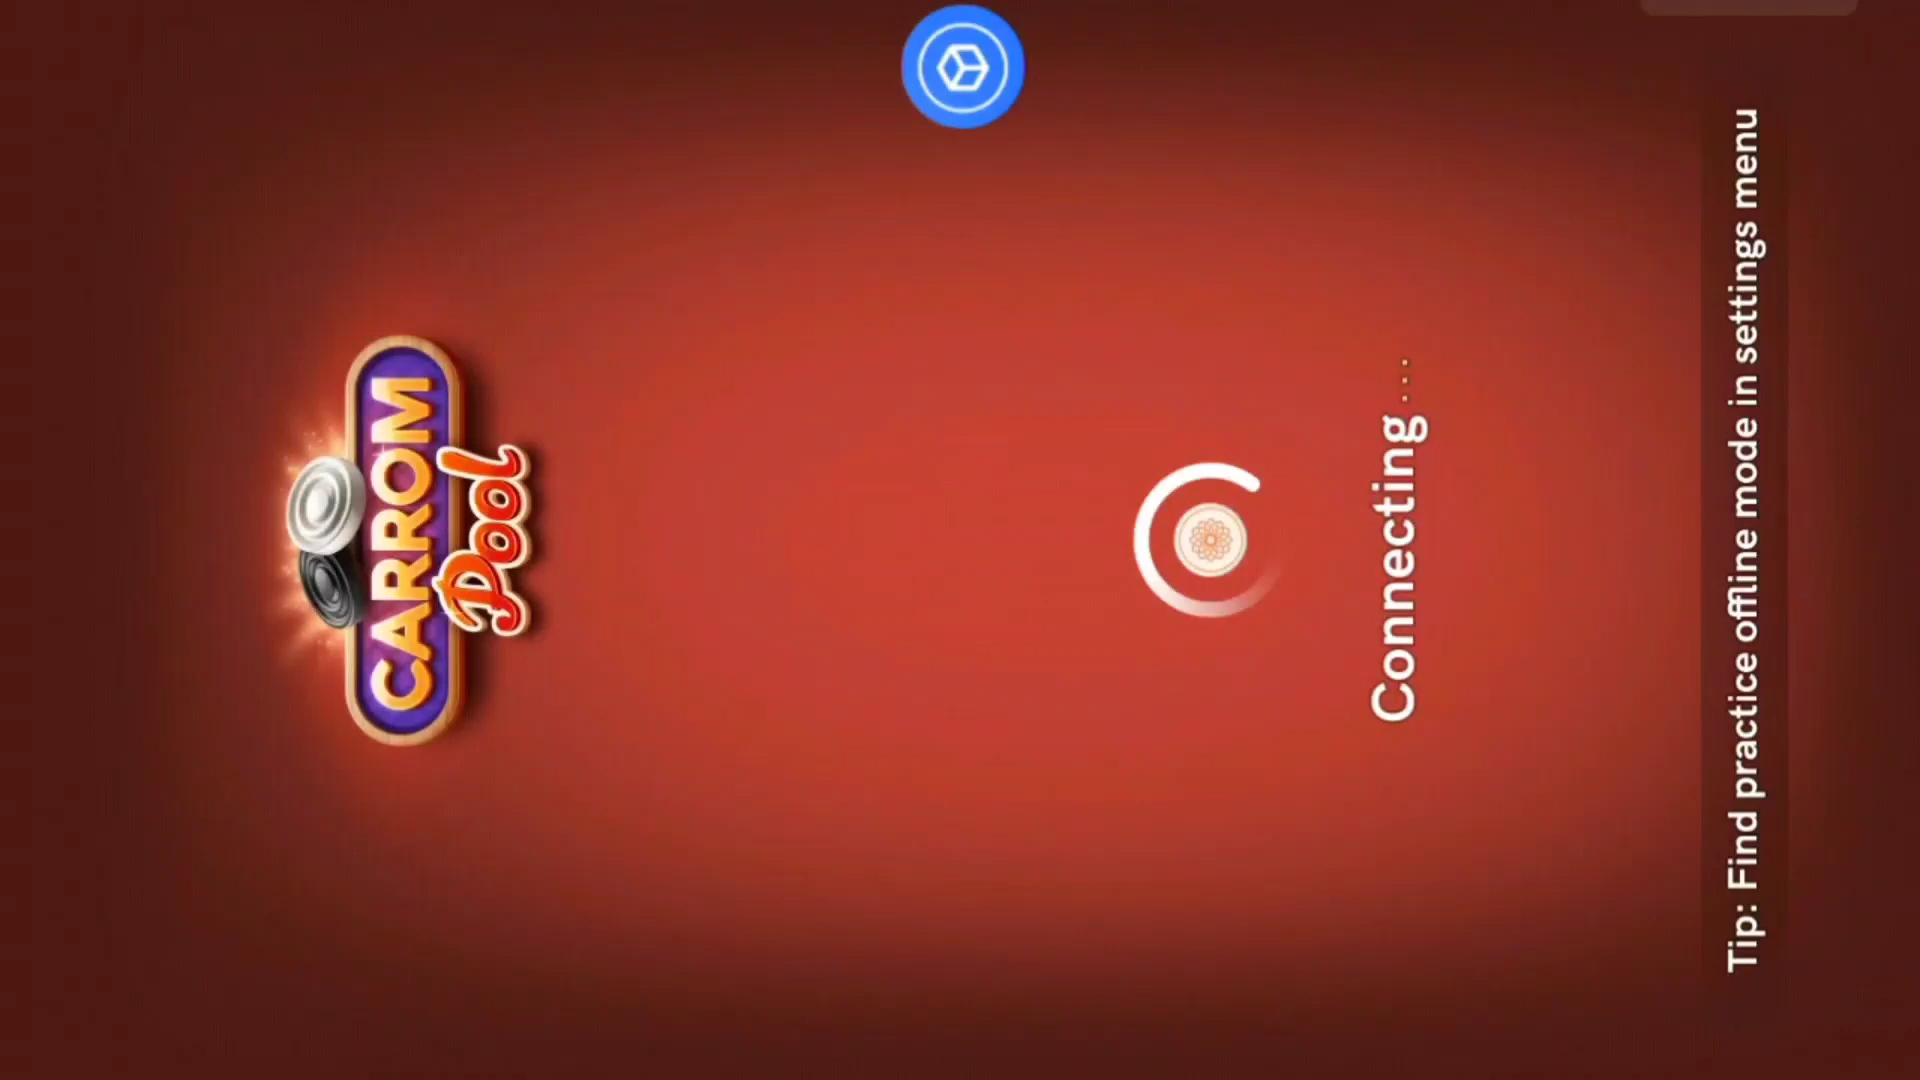 CARROM
Pool
Connecting ...
Tip: Find practice offline mode in settings menu